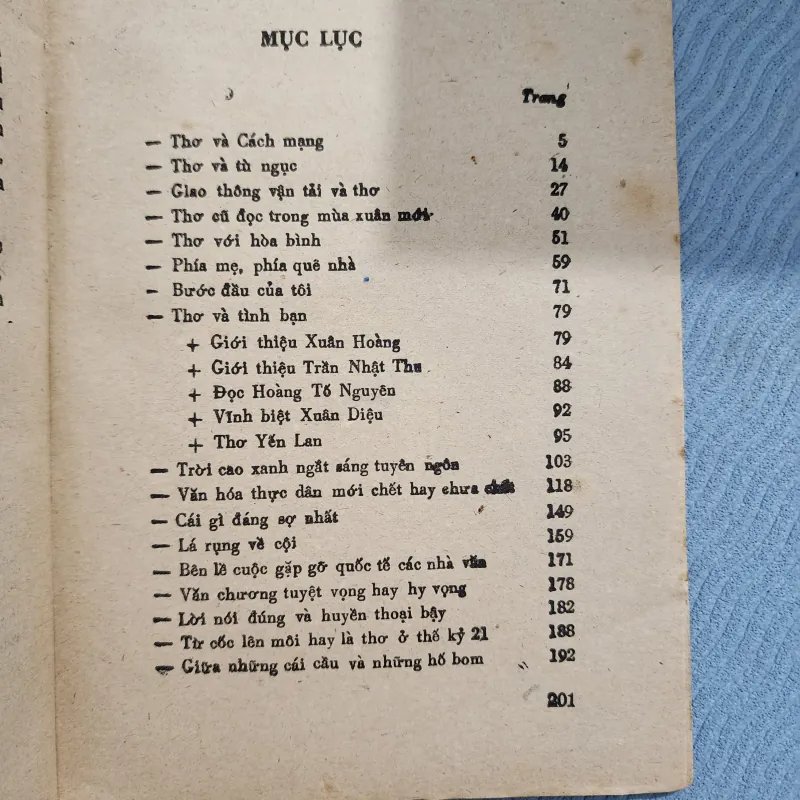 MỤC LỤC
Trang
— Thơ và Cách mạng 5
— Thơ và tù ngục 14
— Giao thông vận tải và thơ 27
— Thơ cũ đọc trong mùa xuân mới 40
— Thơ với hòa bình 51
— Phía mẹ, phía quê nhà 59
— Bước đầu của tôi 71
— Thơ và tình bạn 79
+ Giới thiệu Xuân Hoàng 79
+ Giới thiệu Trần Nhật Thu 84
+ Đọc Hoàng Tố Nguyên 88
+ Vĩnh biệt Xuân Diệu 92
+ Thơ Yến Lan 95
— Trời cao xanh ngắt sáng tuyên ngôn 103
— Văn hóa thực dân mới chết hay chưa chết 118
— Cái gì đáng sợ nhất 149
— Lá rụng về cội 159
— Bên lề cuộc gặp gỡ quốc tế các nhà văn 171
— Văn chương tuyệt vọng hay hy vọng 178
— Lời nói đúng và huyền thoại bậy 182
— Từ cốc lên môi hay là thơ ở thế kỷ 21 188
— Giữa những cái cầu và những hố bom 192
201